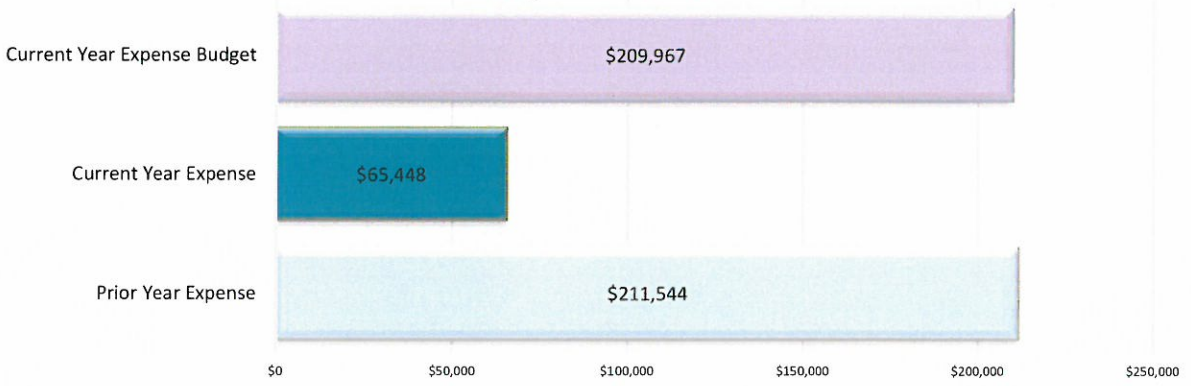 Current Year Expense Budget
$209,967
Current Year Expense
$65,448
Prior Year Expense
$211,544
$0 $50,000 $100,000 $150,000 $200,000 $250,000